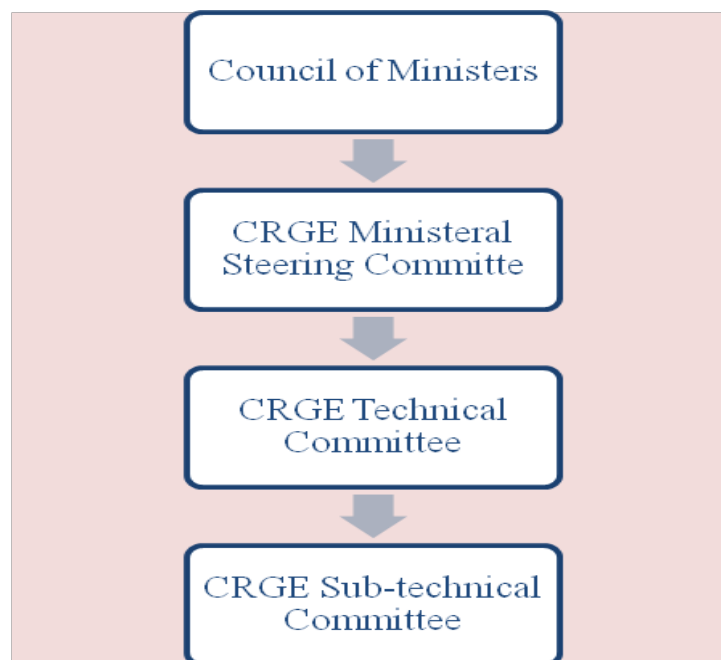 Council of Ministers
CRGE Ministeral
Steering Committe
CRGE Technical
Committee
CRGE Sub-technical
Committee